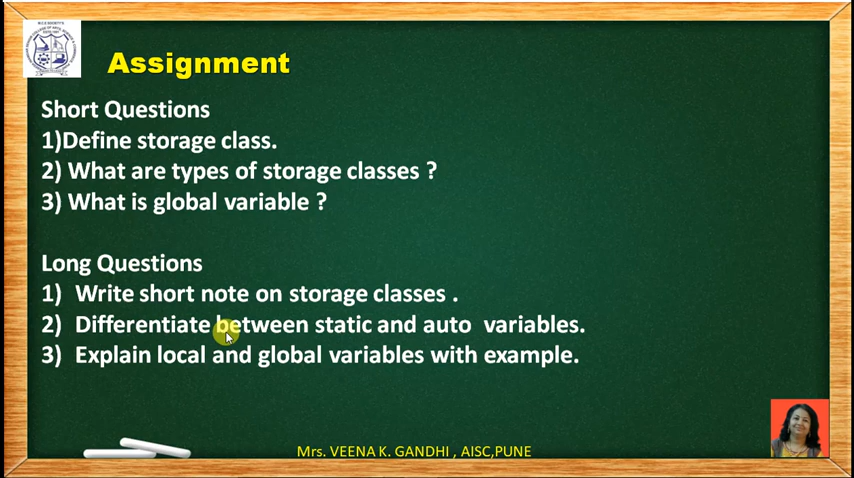 Assignment
Short Questions
1)Define storage class.
2) What are types of storage classes ?
3) What is global variable ?
Long Questions
1) Write short note on storage classes .
2) Differentiate between static and auto variables.
3) Explain local and global variables with example.
Mrs. VEENA K. GANDHI , AISC,PUNE